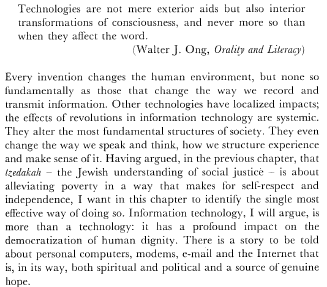 Technologies are not mere exterior aids but also interior
transformations of consciousness, and never more so than
when they affect the word.
(Walter J. Ong, Orality and Literacy)
Every invention changes the human environment, but none so
fundamentally as those that change the way we record and
transmit information. Other technologies have localized impacts;
the effects of revolutions in information technology are systemic.
They alter the most fundamental structures of society. They even
change the way we speak and think, how we structure experience
and make sense of it. Having argued, in the previous chapter, that
tzedakah – the Jewish understanding of social justice – is about
alleviating poverty in a way that makes for self-respect and
independence, I want in this chapter to identify the single most
effective way of doing so. Information technology, I will argue, is
more than a technology: it has a profound impact on the
democratization of human dignity. There is a story to be told
about personal computers, modems, e-mail and the Internet that
is, in its way, both spiritual and political and a source of genuine
hope.